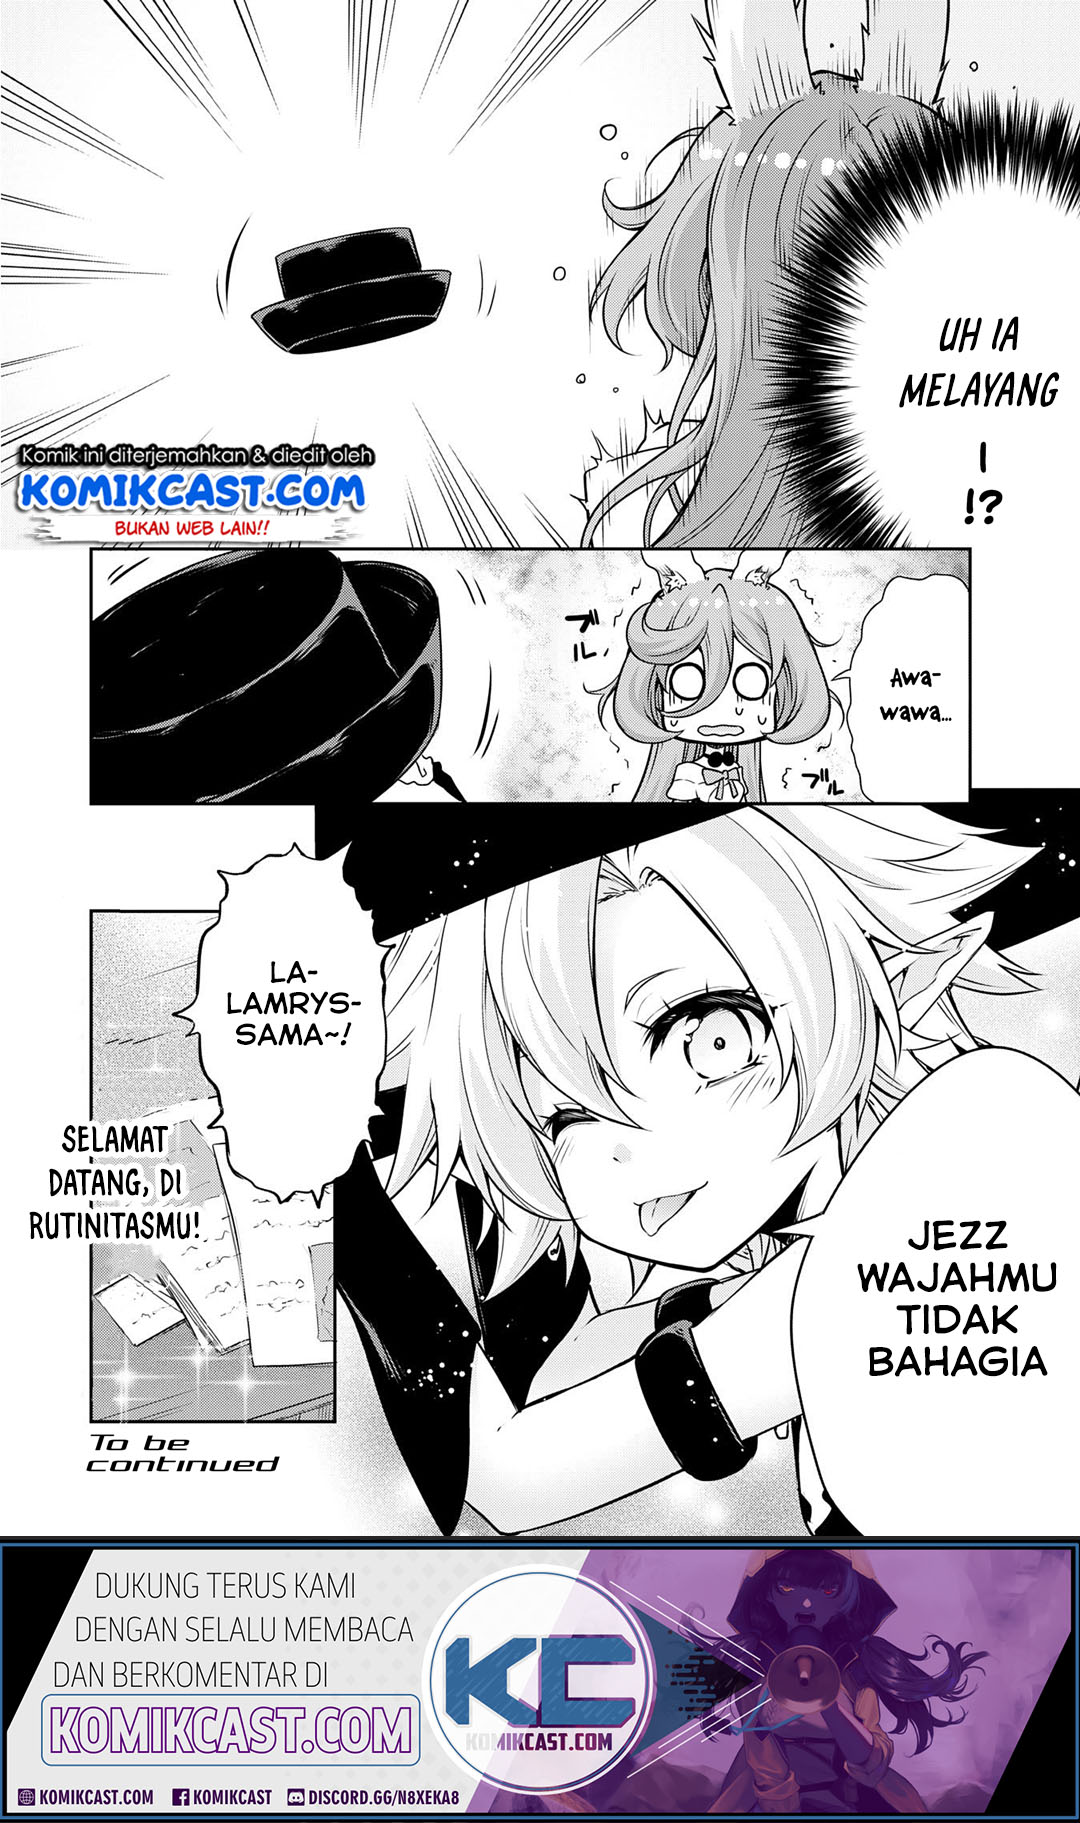 UH IA
MELAYANG
I
!?
Komik ini diterjemahkan & diedit oleh
KOMIKCAST.COM
BUKAN WEB LAIN!!
Awa-
wawa...
ブ
ル
ブル
LA-
LAMRYS-
SAMA~!
SELAMAT
DATANG, DI
RUTINITASMU!
JEZZ
WAJAHMU
TIDAK
BAHAGIA
To be
continued
DUKUNG TERUS KAMI
DENGAN SELALU MEMBACA
DAN BERKOMENTAR DI
KOMIKCAST.COM
KC
KOMIKCAST.COM
KOMIKCAST.COM KOMIKCAST DISCORD.GG/N8XEKA8